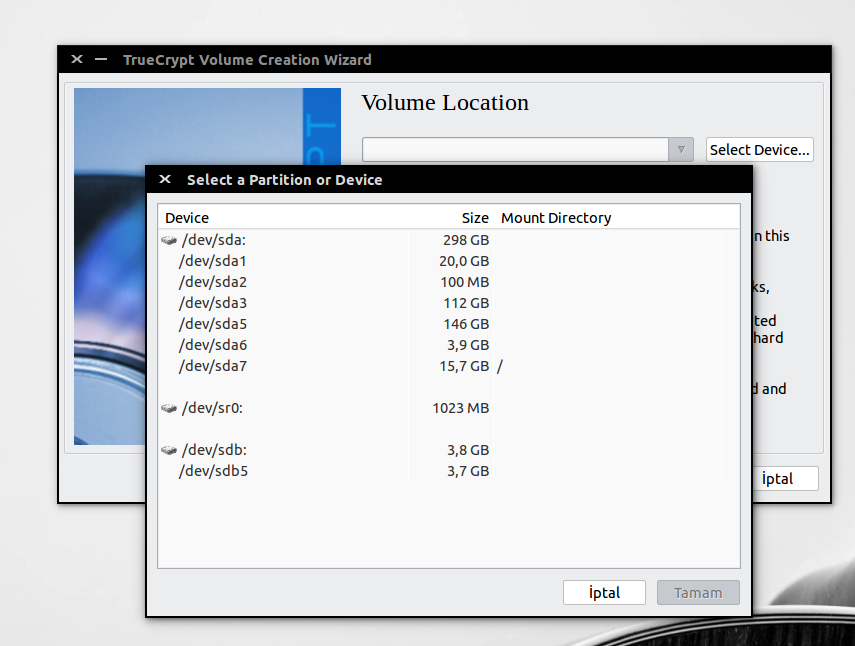 TrueCrypt Volume Creation Wizard
Volume Location
Select Device...
Select a Partition or Device
Device Size Mount Directory
/dev/sda: 298 GB
/dev/sda1 20,0 GB
/dev/sda2 100 MB
/dev/sda3 112 GB
/dev/sda5 146 GB
/dev/sda6 3,9 GB
/dev/sda7 15,7 GB /
/dev/sr0: 1023 MB
/dev/sdb: 3,8 GB
/dev/sdb5 3,7 GB
İptal Tamam
this
hard
and
İptal